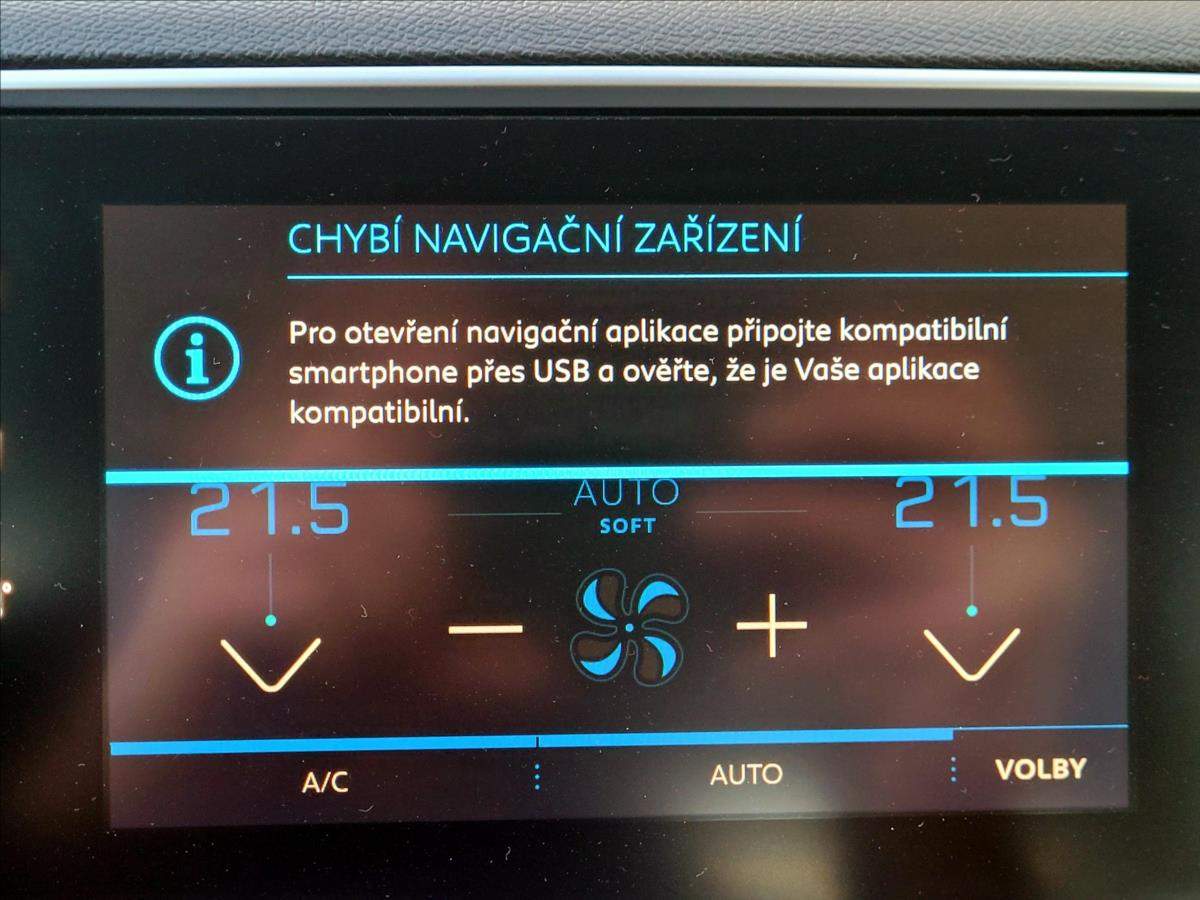 CHYBÍ NAVIGAČNÍ ZAŘÍZENÍ
Pro otevření navigační aplikace připojte kompatibilní
smartphone přes USB a ověřte, že je Vaše aplikace
kompatibilní.
21.5 AUTO 21.5
SOFT
A/C AUTO VOLBY